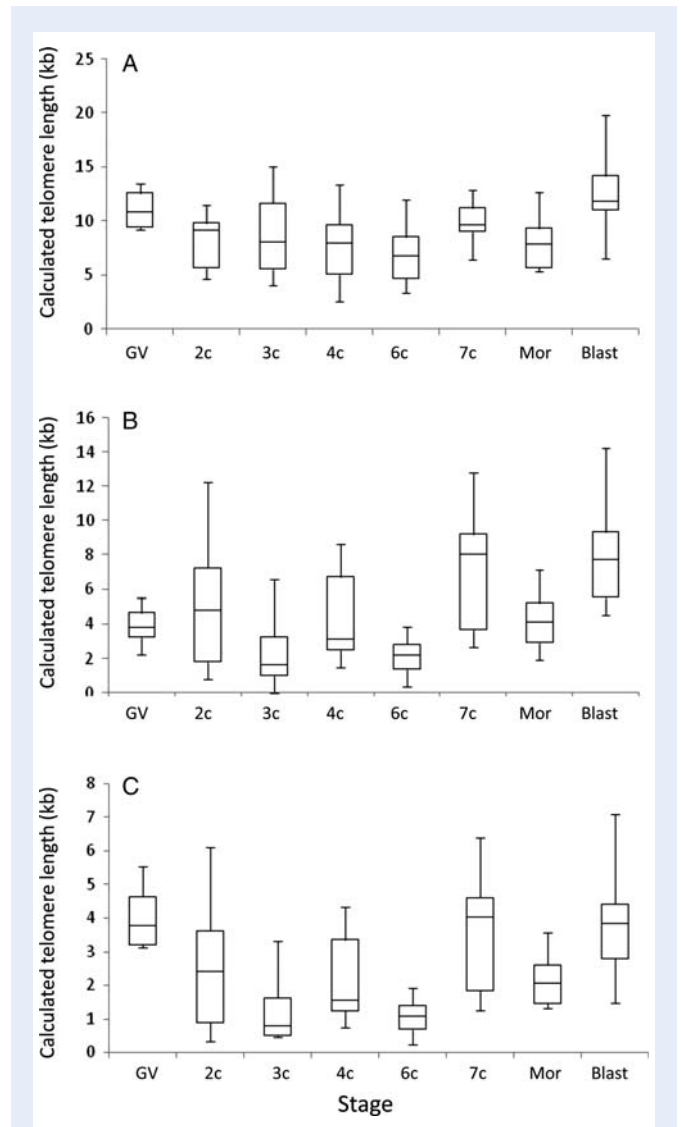 A
Calculated telomere length (kb)
25
20
15
10
5
0
GV 2c 3c 4c 6c 7c Mor Blast
B
Calculated telomere length (kb)
16
14
12
10
8
6
4
2
0
GV 2c 3c 4c 6c 7c Mor Blast
C
Calculated telomere length (kb)
8
7
6
5
4
3
2
1
0
GV 2c 3c 4c 6c 7c Mor Blast
Stage